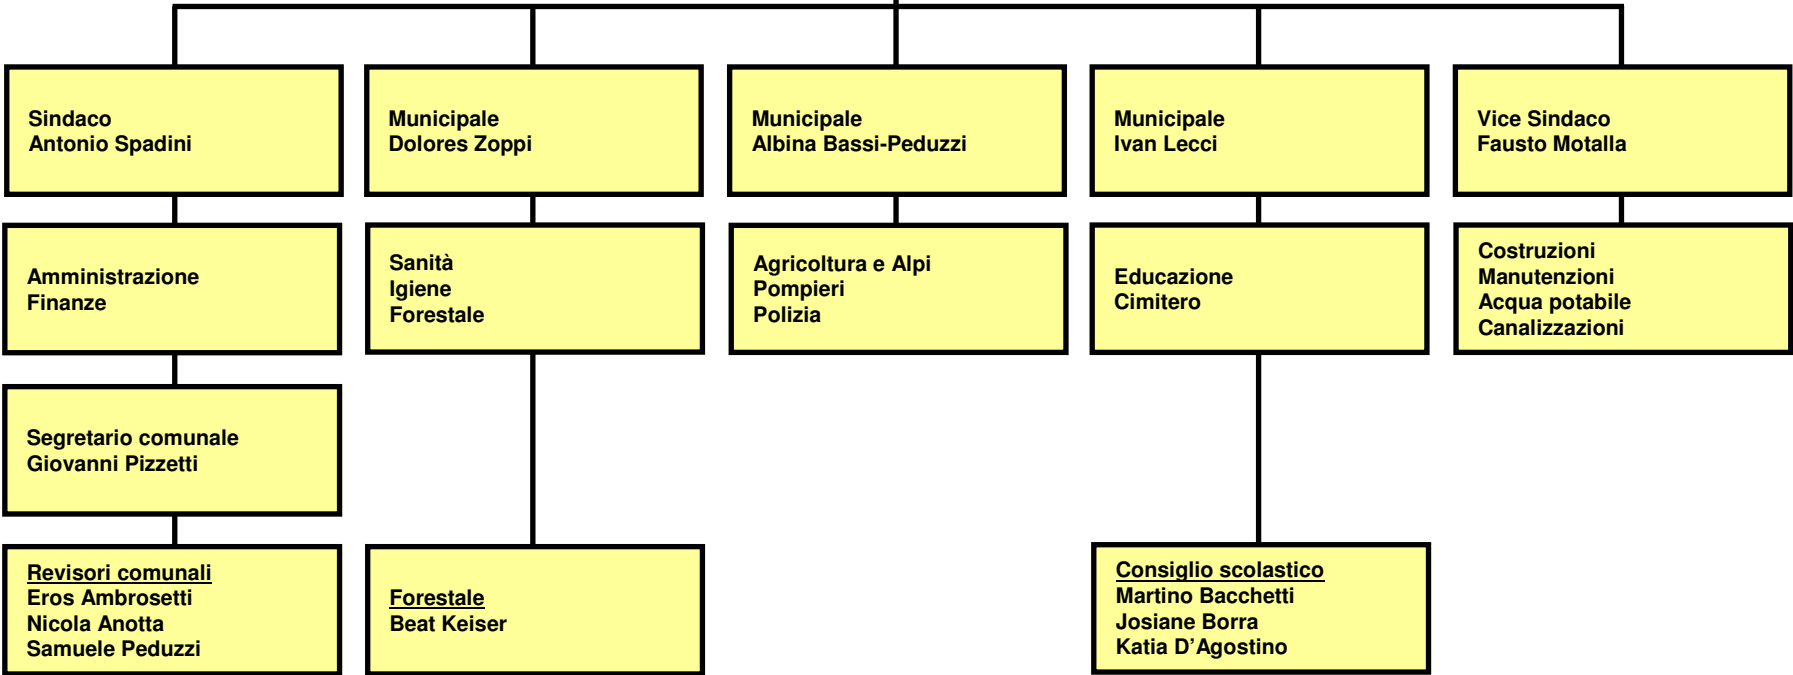 Sindaco
Antonio Spadini
Municipale
Dolores Zoppi
Municipale
Albina Bassi-Peduzzi
Municipale
Ivan Lecci
Vice Sindaco
Fausto Motalla
Amministrazione
Finanze
Sanità
Igiene
Forestale
Agricoltura e Alpi
Pompieri
Polizia
Educazione
Cimitero
Costruzioni
Manutenzioni
Acqua potabile
Canalizzazioni
Segretario comunale
Giovanni Pizzetti
Revisori comunali
Eros Ambrosetti
Nicola Anotta
Samuele Peduzzi
Forestale
Beat Keiser
Consiglio scolastico
Martino Bacchetti
Josiane Borra
Katia D'Agostino